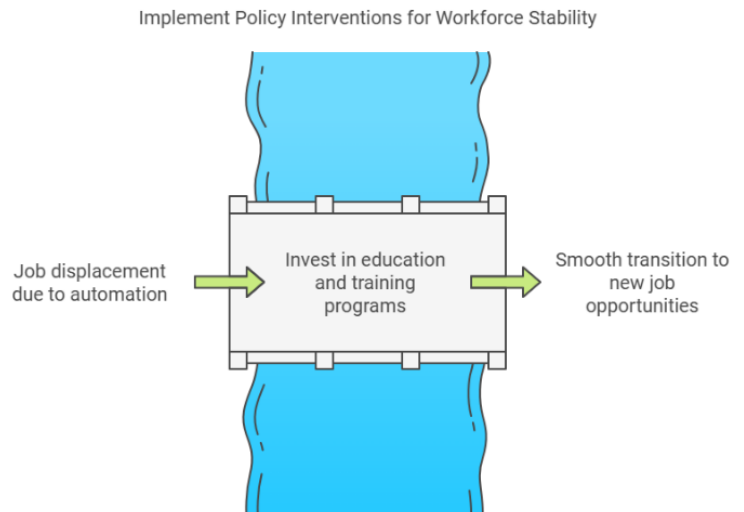 Implement Policy Interventions for Workforce Stability
Job displacement
due to automation
Invest in education
and training
programs
Smooth transition to
new job
opportunities